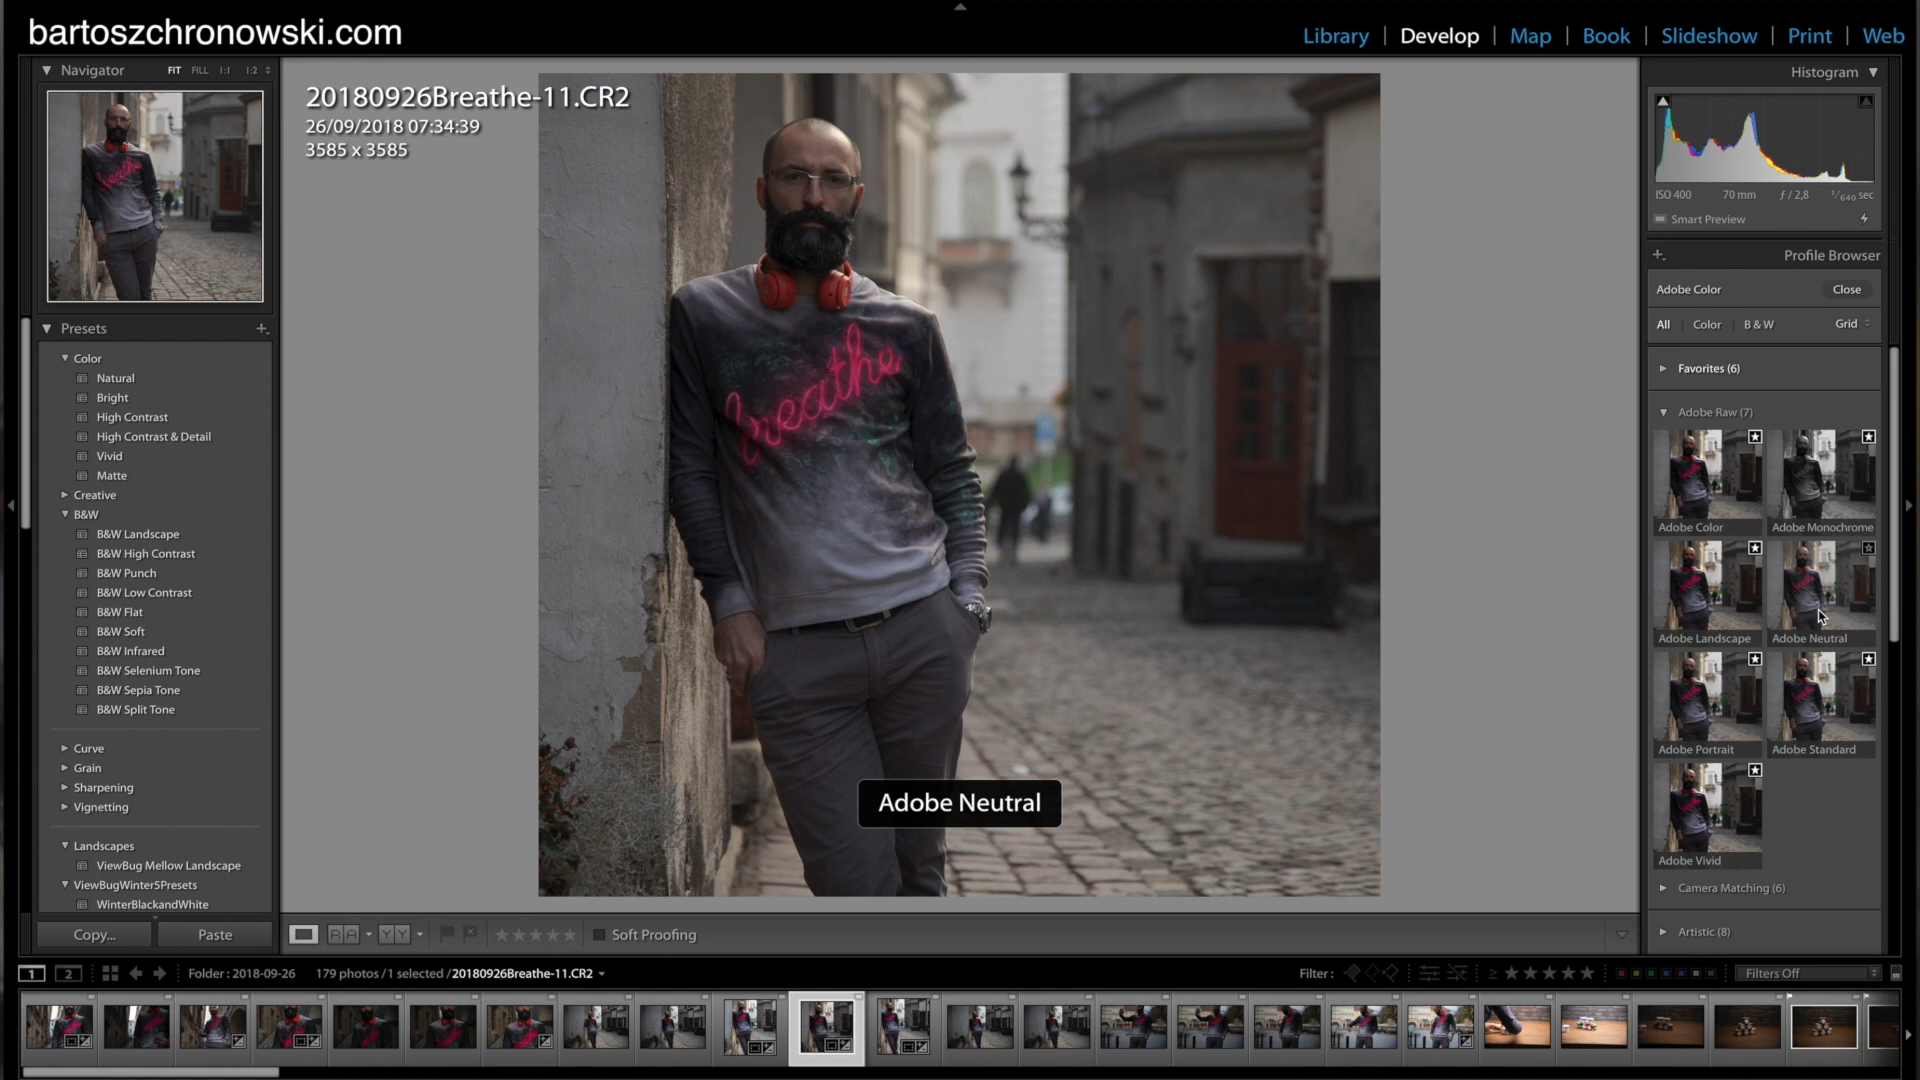 bartoszchronowski.com
Library | Develop | Map | Book | Slideshow | Print | Web
Navigator FIT FILL 1:1 1:2
Presets
Color
Natural
Bright
High Contrast
High Contrast & Detail
Vivid
Matte
Creative
B&W
B&W Landscape
B&W High Contrast
B&W Punch
B&W Low Contrast
B&W Flat
B&W Soft
B&W Infrared
B&W Selenium Tone
B&W Sepia Tone
B&W Split Tone
Curve
Grain
Sharpening
Vignetting
Landscapes
ViewBug Mellow Landscape
ViewBugWinter5Presets
WinterBlackandWhite
Copy... Paste
20180926Breathe-11.CR2
26/09/2018 07:34:39
3585 x 3585
breathe
Adobe Neutral
R A Y Y Soft Proofing
Histogram
ISO 400 70 mm ƒ / 2,8 1/640 sec
Smart Preview
Profile Browser
Adobe Color Close
All | Color | B & W Grid
Favorites (6)
Adobe Raw (7)
Adobe Color Adobe Monochrome
Adobe Landscape Adobe Neutral
Adobe Portrait Adobe Standard
Adobe Vivid
Camera Matching (6)
Artistic (8)
1 2 Folder : 2018-09-26 179 photos / 1 selected / 20180926Breathe-11.CR2 Filter : ≥ Filters Off